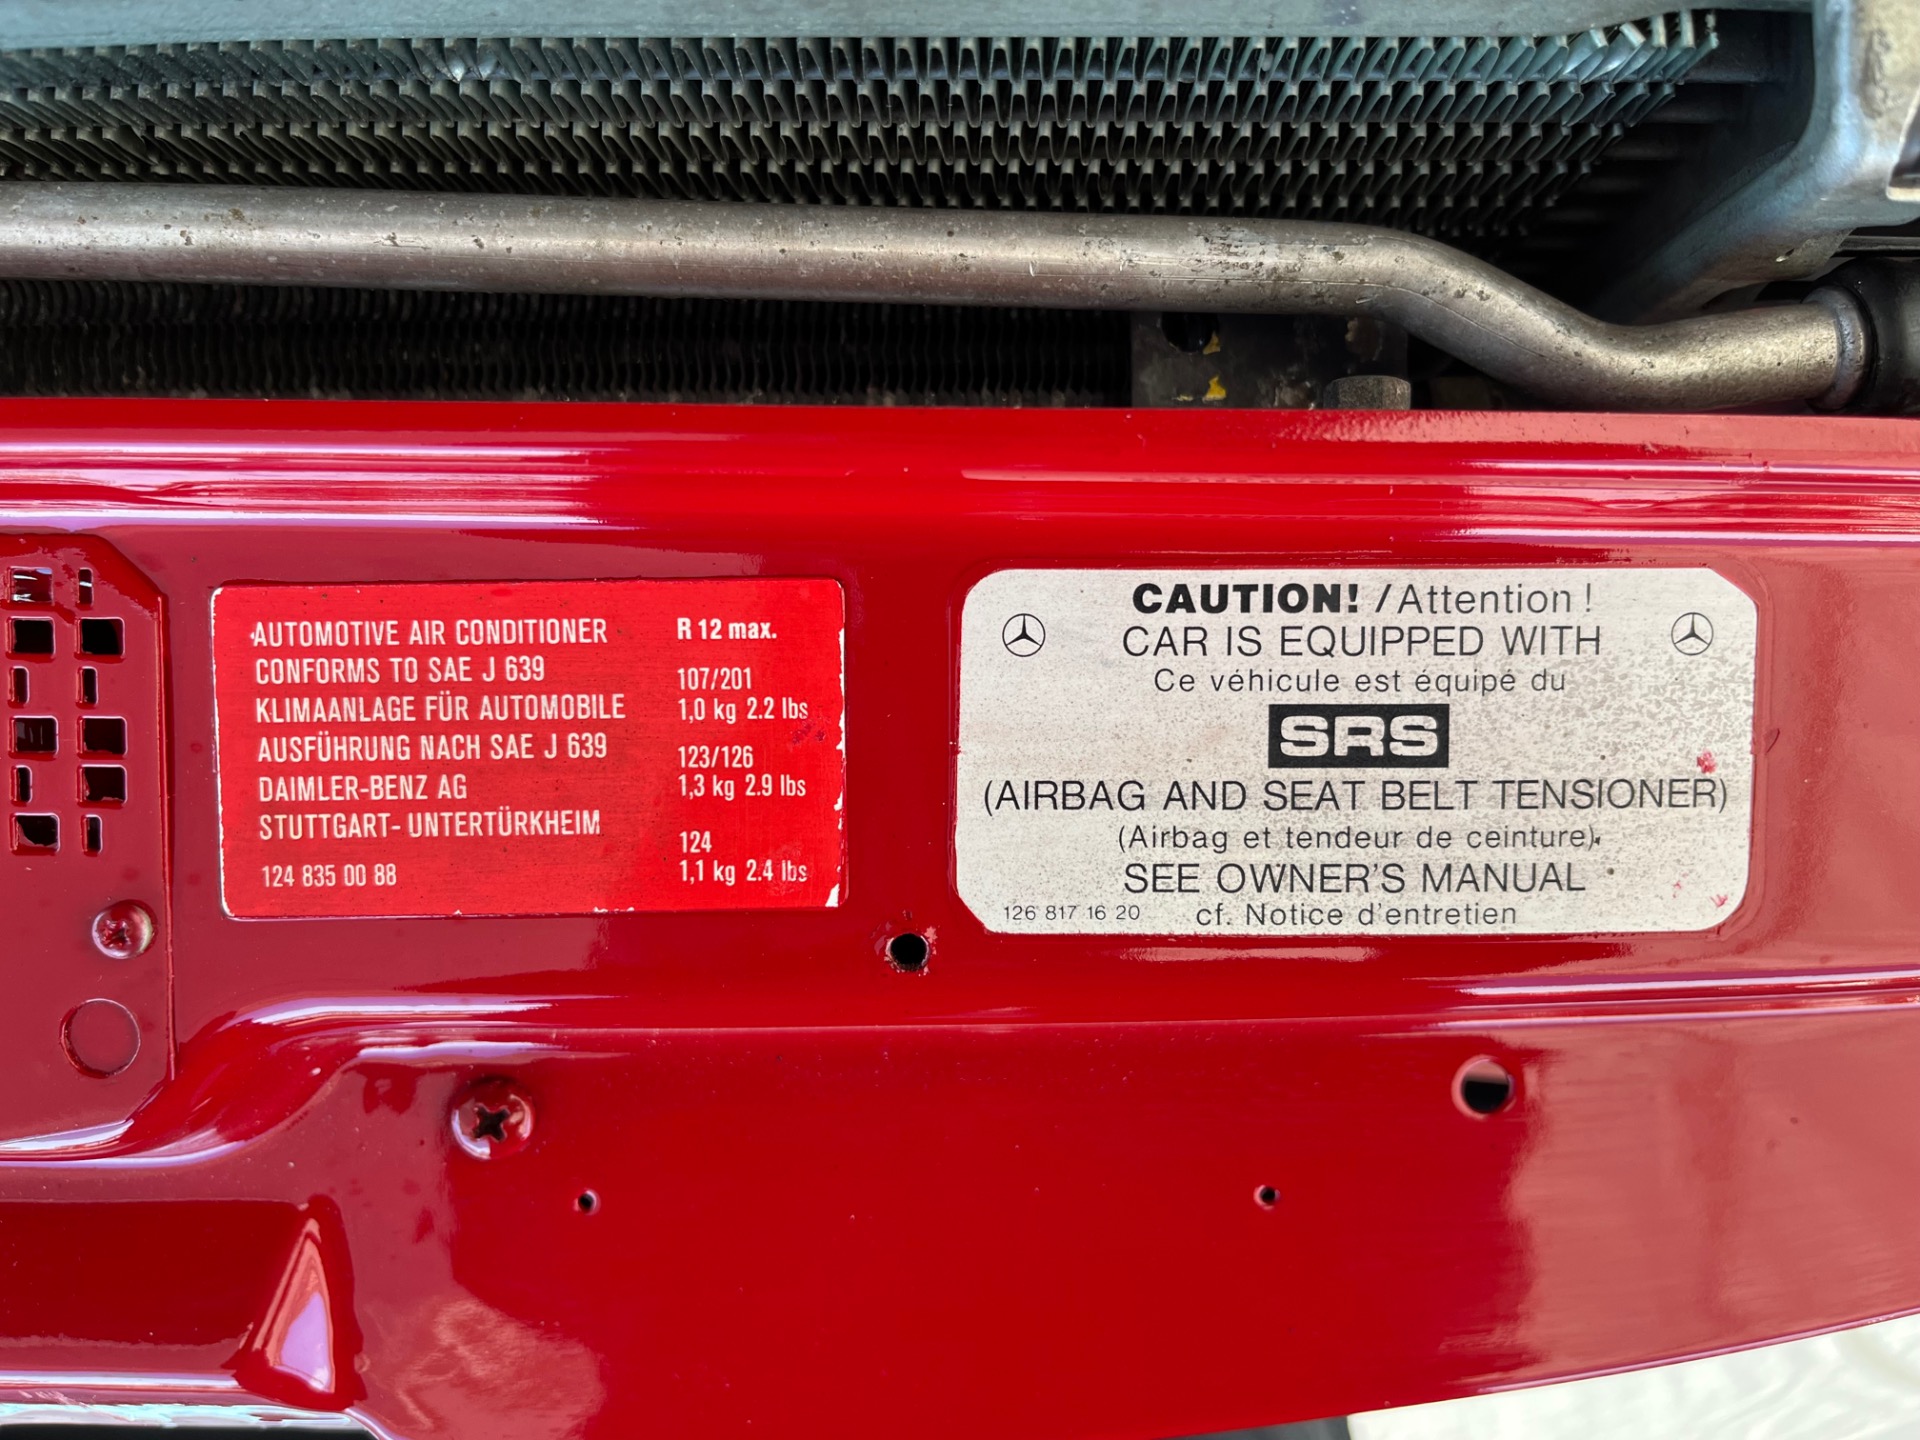 AUTOMOTIVE AIR CONDITIONER
CONFORMS TO SAE J 639
KLIMAANLAGE FÜR AUTOMOBILE
AUSFÜHRUNG NACH SAE J 639
DAIMLER-BENZ AG
STUTTGART- UNTERTÜRKHEIM
124 835 00 88
R 12 max.
107/201
1,0 kg 2.2 lbs
123/126
1,3 kg 2.9 lbs
124
1,1 kg 2.4 lbs
CAUTION! /Attention !
CAR IS EQUIPPED WITH
Ce véhicule est équipé du
SRS
(AIRBAG AND SEAT BELT TENSIONER)
(Airbag et tendeur de ceinture).
SEE OWNER'S MANUAL
126 817 16 20 cf. Notice d'entretien